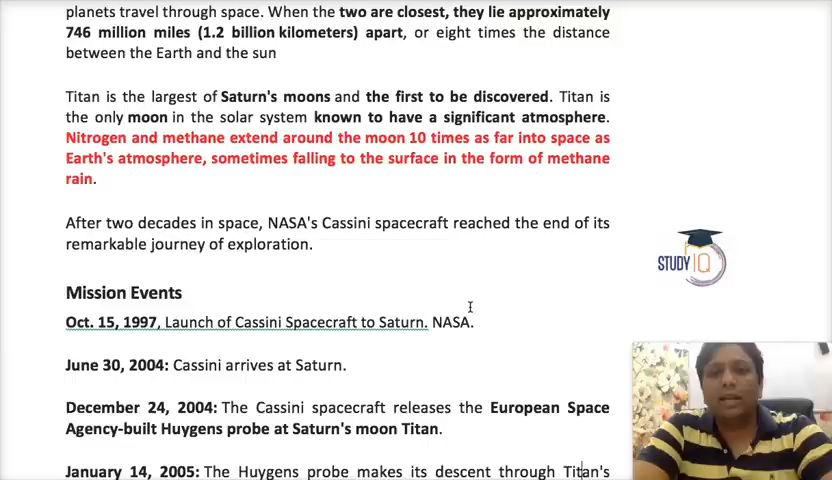 planets travel through space. When the two are closest, they lie approximately
746 million miles (1.2 billion kilometers) apart, or eight times the distance
between the Earth and the sun
Titan is the largest of Saturn's moons and the first to be discovered. Titan is
the only moon in the solar system known to have a significant atmosphere.
Nitrogen and methane extend around the moon 10 times as far into space as
Earth's atmosphere, sometimes falling to the surface in the form of methane
rain.
After two decades in space, NASA's Cassini spacecraft reached the end of its
remarkable journey of exploration.
STUDY IQ
Mission Events
Oct. 15, 1997, Launch of Cassini Spacecraft to Saturn. NASA.
June 30, 2004: Cassini arrives at Saturn.
December 24, 2004: The Cassini spacecraft releases the European Space
Agency-built Huygens probe at Saturn's moon Titan.
January 14, 2005: The Huygens probe makes its descent through Titan's